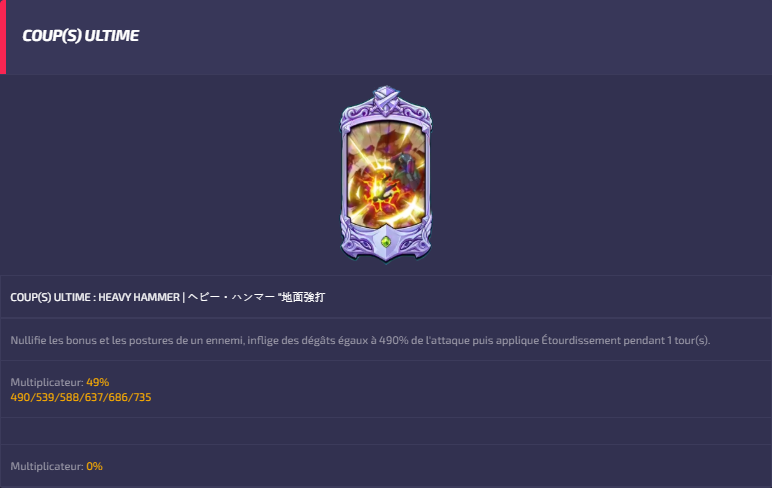 COUP(S) ULTIME
COUP(S) ULTIME : HEAVY HAMMER | ヘビー・ハンマー "地面強打
Nullifie les bonus et les postures de un ennemi, inflige des dégâts égaux à 490% de l'attaque puis applique Étourdissement pendant 1 tour(s).
Multiplicateur: 49%
490/539/588/637/686/735
Multiplicateur: 0%